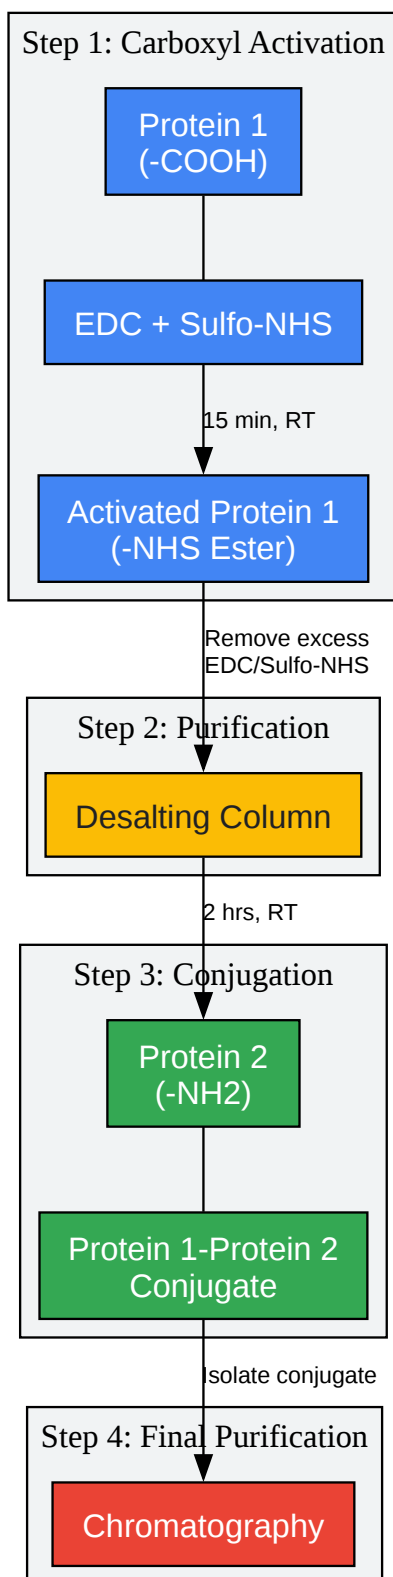 Step 1: Carboxyl Activation
Protein 1
(-COOH)
EDC + Sulfo-NHS
15 min, RT
Activated Protein 1
(-NHS Ester)
Remove excess
EDC/Sulfo-NHS
Step 2: Purification
Desalting Column
2 hrs, RT
Step 3: Conjugation
Protein 2
(-NH2)
Protein 1-Protein 2
Conjugate
Isolate conjugate
Step 4: Final Purification
Chromatography